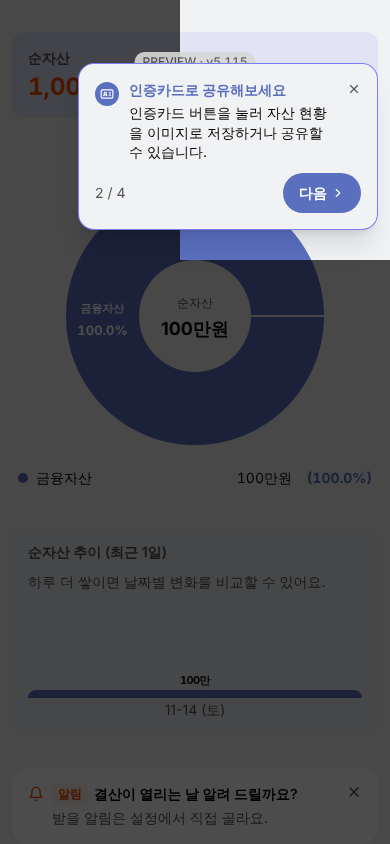 순자산
PREVIEW · v5.115
1,00
인증카드로 공유해보세요
인증카드 버튼을 눌러 자산 현황
을 이미지로 저장하거나 공유할
수 있습니다.
2 / 4
다음
금융자산
100.0%
순자산
100만원
금융자산
100만원
(100.0%)
순자산 추이 (최근 1일)
하루 더 쌓이면 날짜별 변화를 비교할 수 있어요.
100만
11-14 (토)
알림 결산이 열리는 날 알려 드릴까요?
받을 알림은 설정에서 직접 골라요.